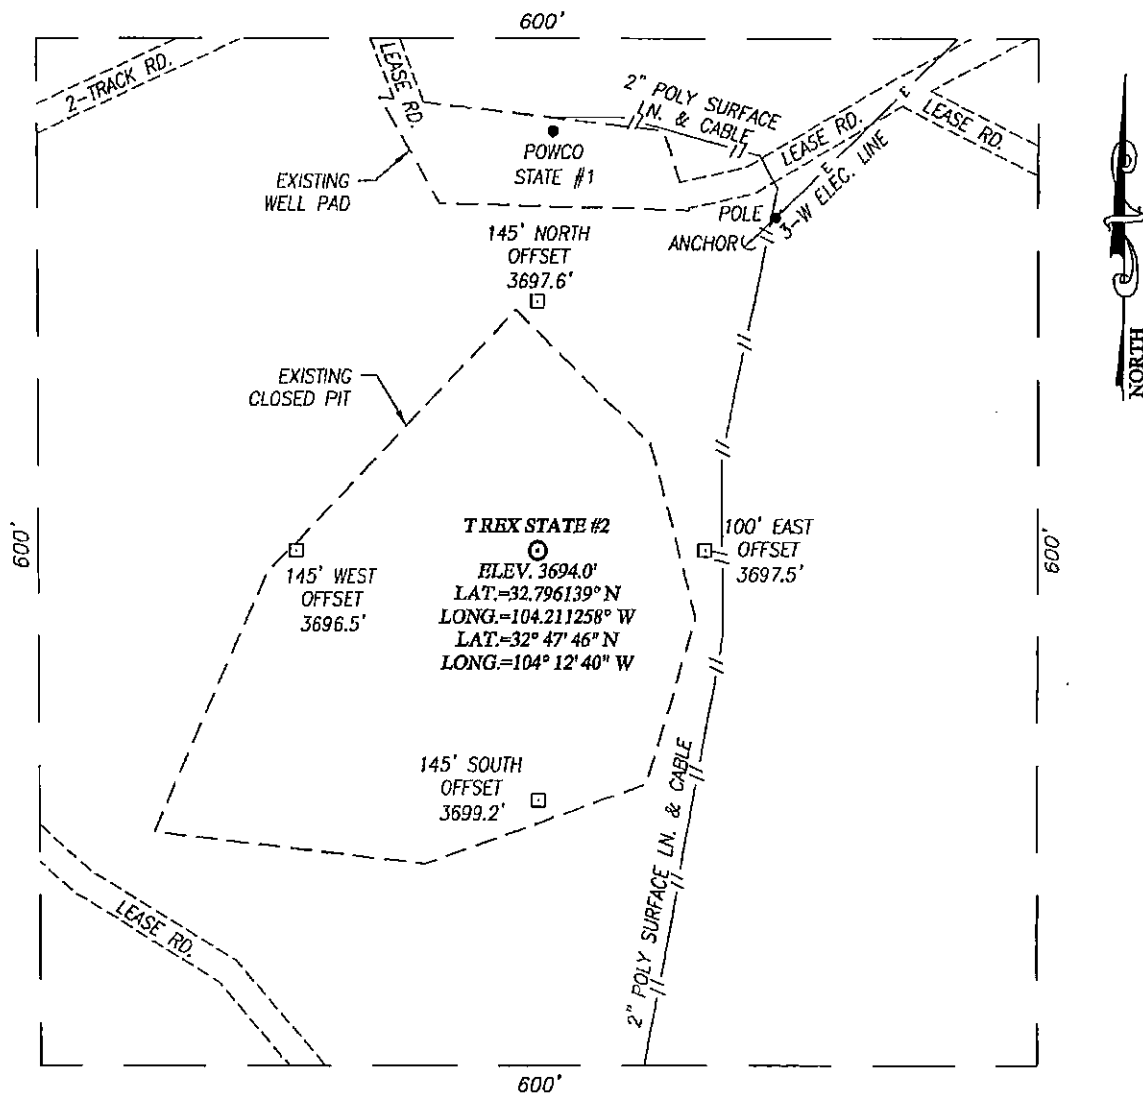 600'
2-TRACK RD.
LEASE RD.
2" POLY SURFACE
LN. & CABLE
LEASE RD.
E
LEASE RD.
E
3-W ELEC. LINE
POWCO
STATE #1
EXISTING
WELL PAD
POLE
ANCHOR
145' NORTH
OFFSET
3697.6'
NORTH
EXISTING
CLOSED PIT
600'
T REX STATE #2
ELEV. 3694.0'
LAT.=32.796139° N
LONG.=104.211258° W
LAT.=32° 47' 46" N
LONG.=104° 12' 40" W
100' EAST
OFFSET
3697.5'
600'
145' WEST
OFFSET
3696.5'
145' SOUTH
OFFSET
3699.2'
2" POLY SURFACE LN. & CABLE
LEASE RD.
600'